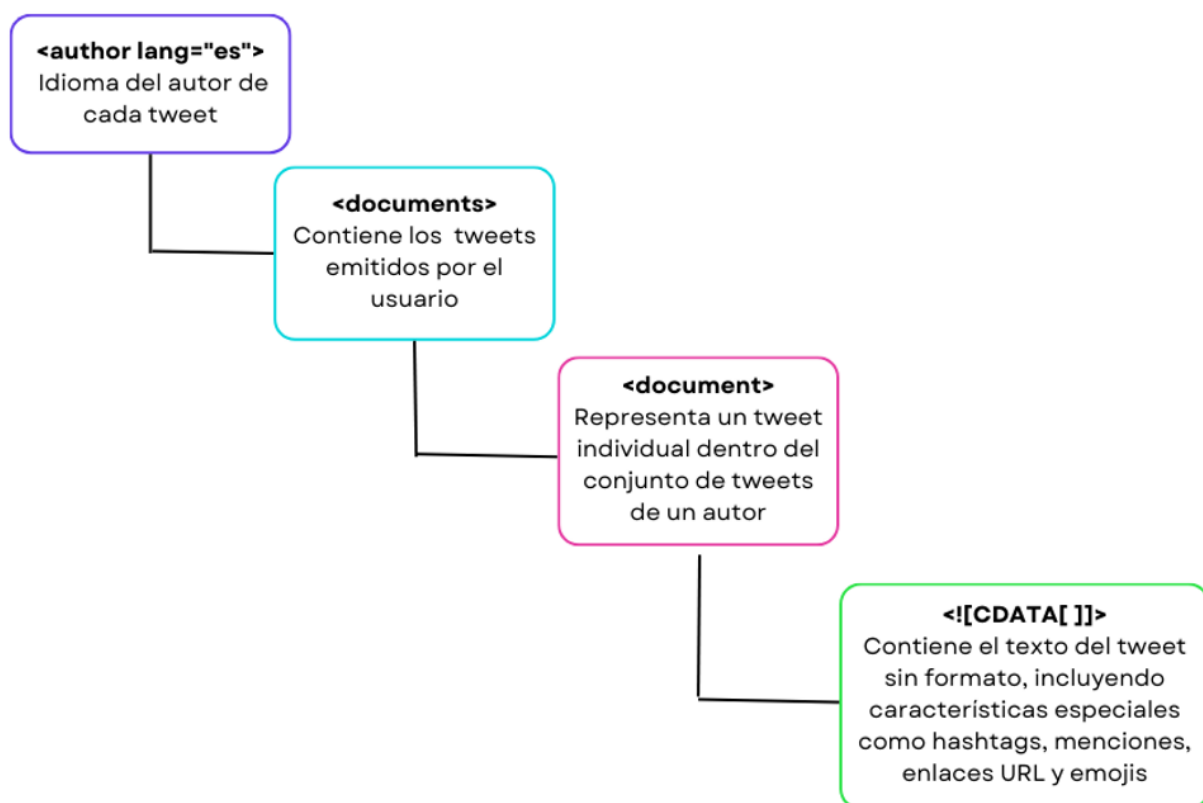 <author lang="es">
Idioma del autor de
cada tweet
<documents>
Contiene los tweets
emitidos por el
usuario
<document>
Representa un tweet
individual dentro del
conjunto de tweets
de un autor
<![CDATA[ ]]>
Contiene el texto del tweet
sin formato, incluyendo
características especiales
como hashtags, menciones,
enlaces URL y emojis